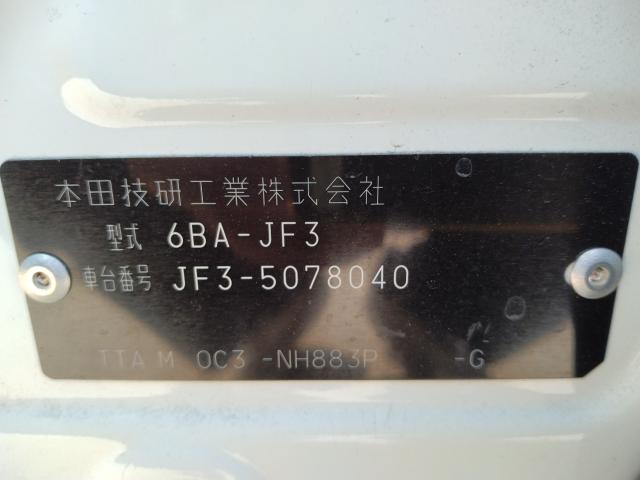 本田技研工業株式会社
型式 6BA-JF3
車台番号 JF3-5078040
TTA M OC3 -NH883P -G